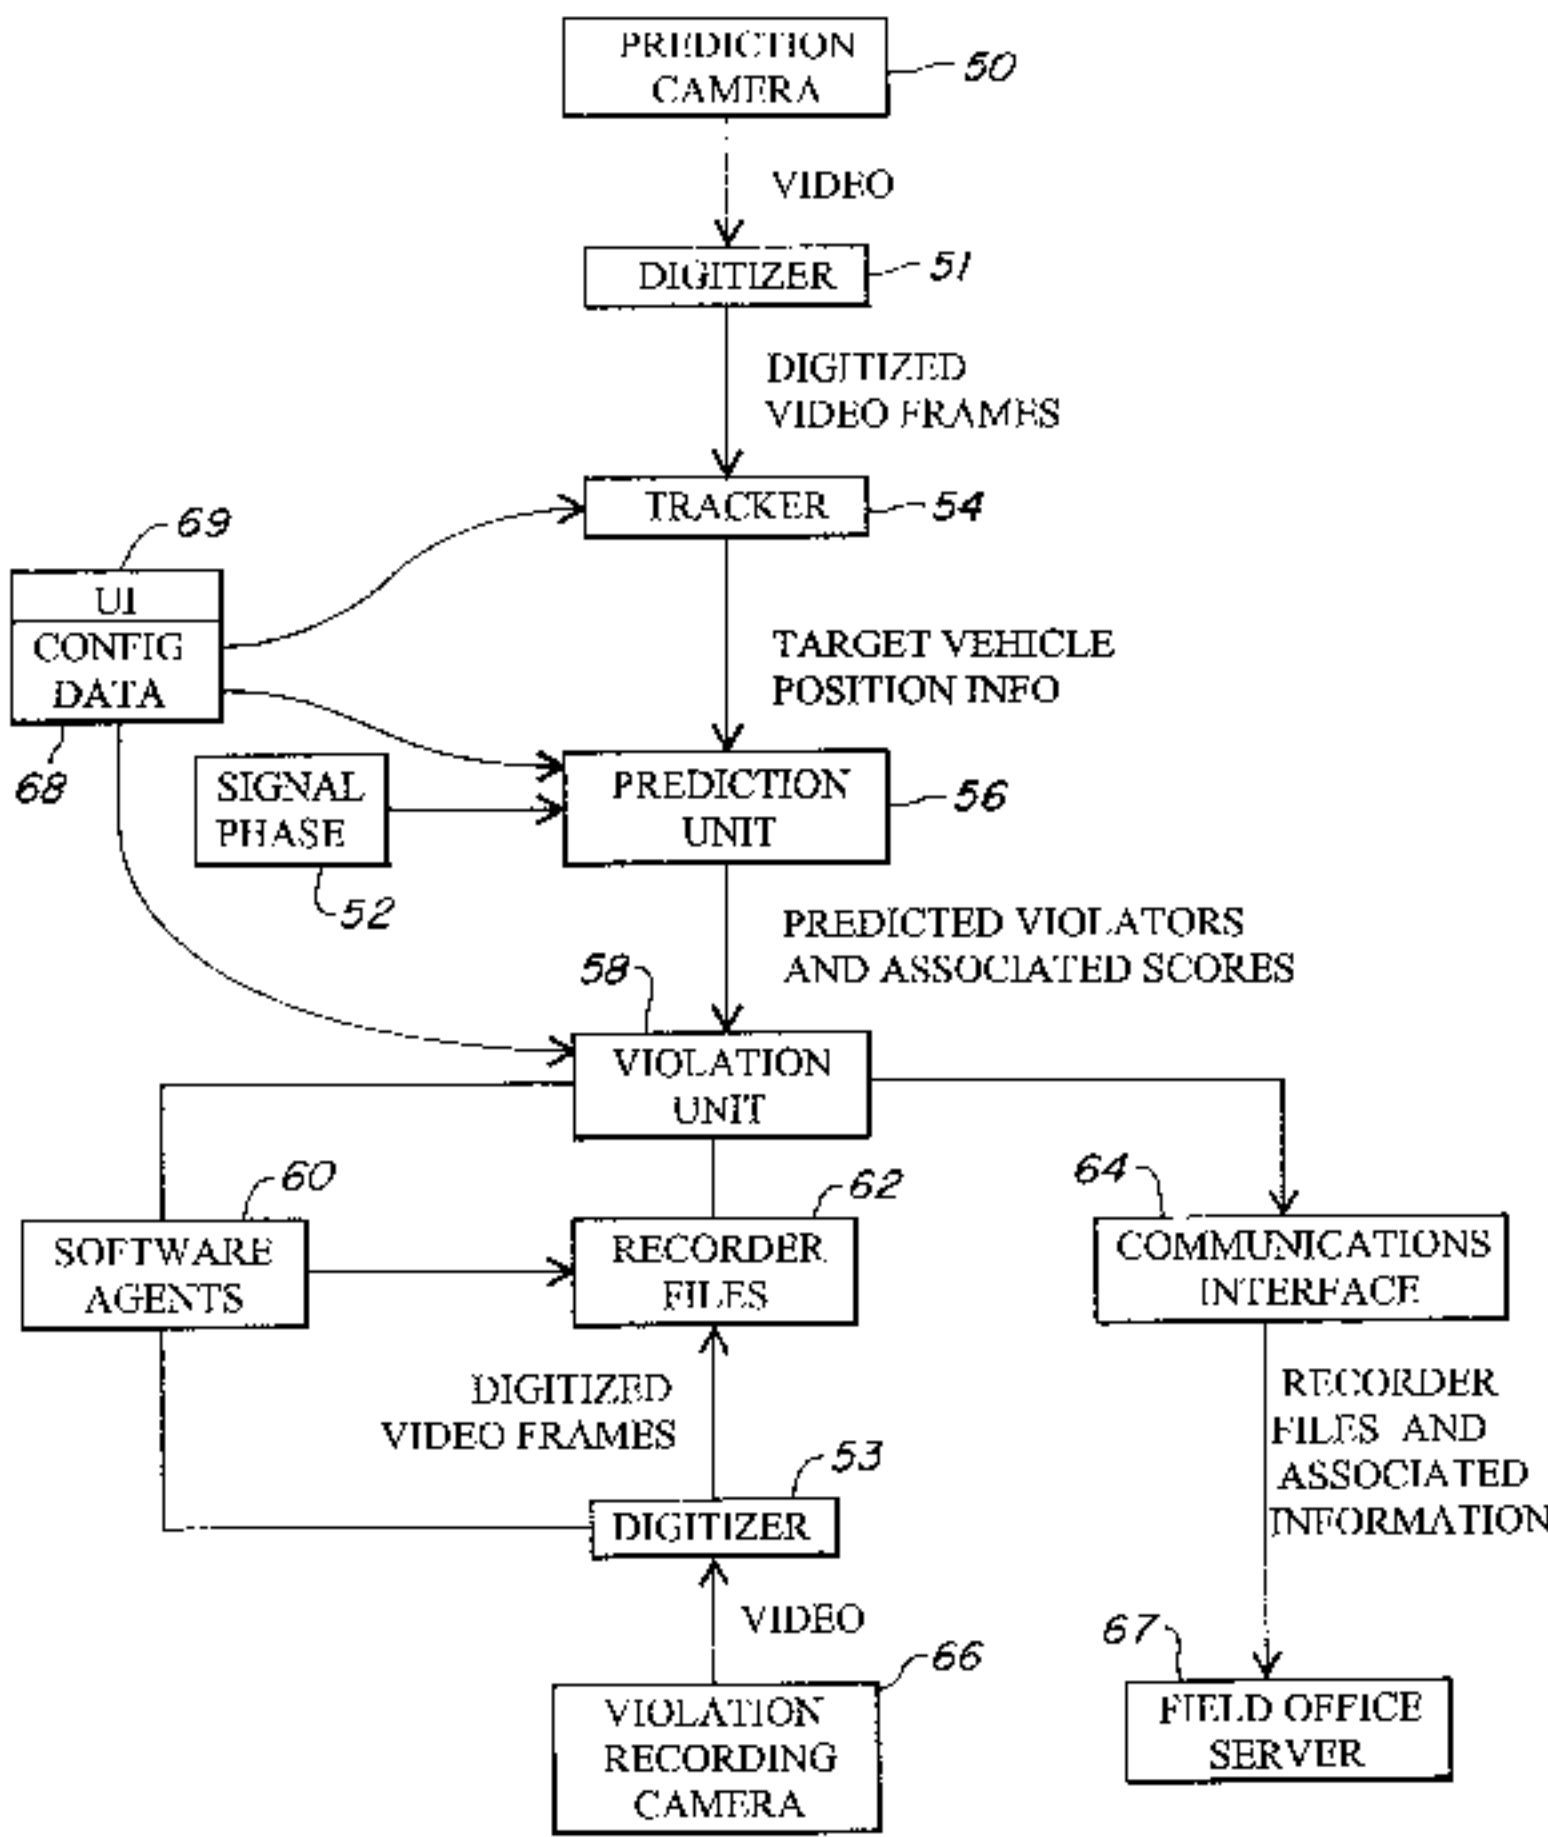 PREDICTION
CAMERA
50
VIDEO
DIGITIZER
51
DIGITIZED
VIDEO FRAMES
TRACKER
54
69
UI
CONFIG
DATA
68
TARGET VEHICLE
POSITION INFO
SIGNAL
PHASE
52
PREDICTION
UNIT
56
PREDICTED VIOLATORS
AND ASSOCIATED SCORES
58
VIOLATION
UNIT
60
SOFTWARE
AGENTS
62
RECORDER
FILES
64
COMMUNICATIONS
INTERFACE
DIGITIZED
VIDEO FRAMES
RECORDER
FILES AND
ASSOCIATED
INFORMATION
53
DIGITIZER
VIDEO
66
VIOLATION
RECORDING
CAMERA
67
FIELD OFFICE
SERVER